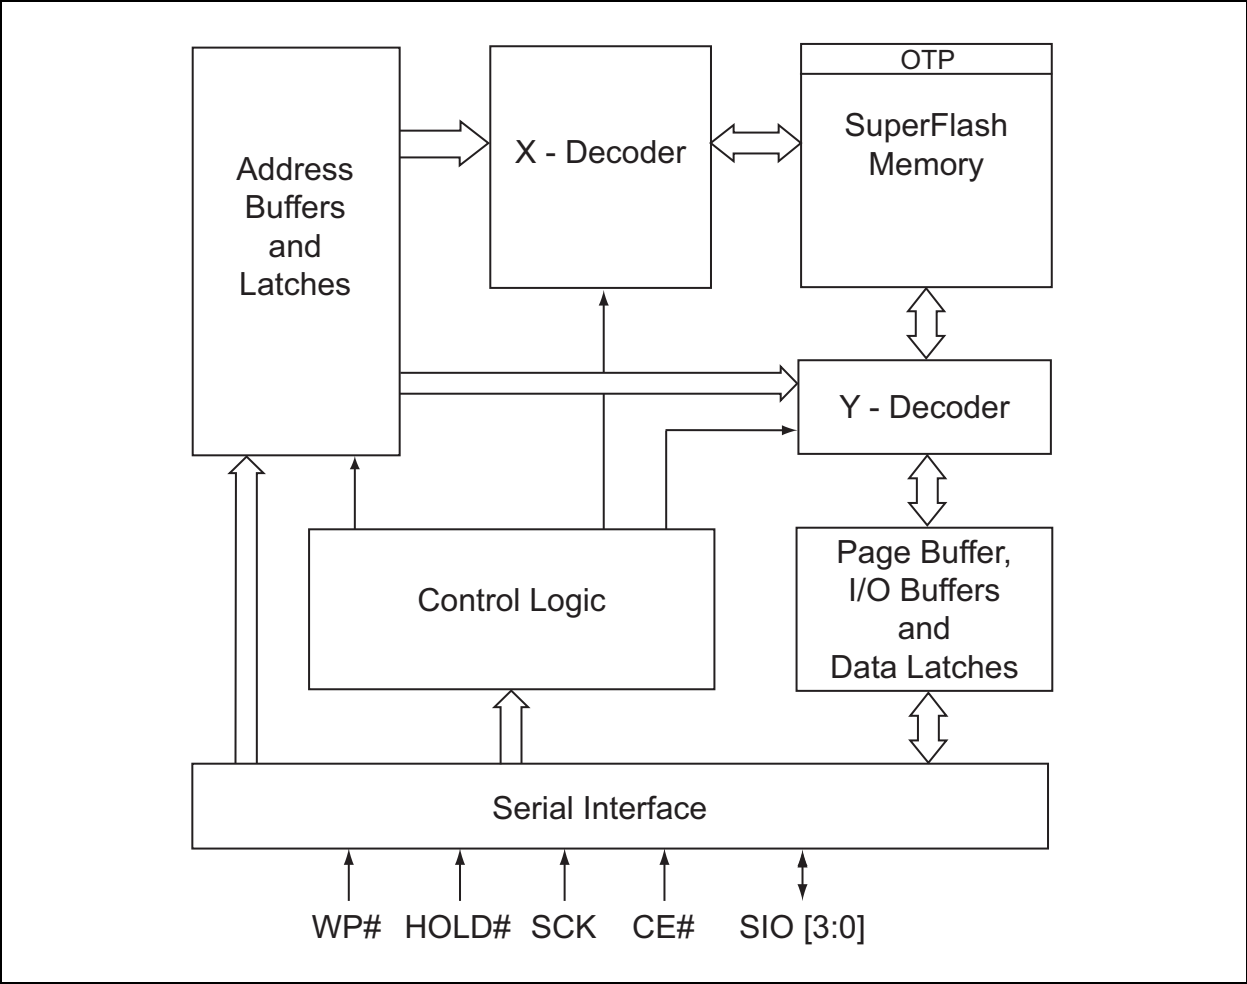 OTP
SuperFlash
Memory
X - Decoder
Address
Buffers
and
Latches
Y - Decoder
Page Buffer,
I/O Buffers
and
Data Latches
Control Logic
Serial Interface
WP# HOLD# SCK CE# SIO [3:0]